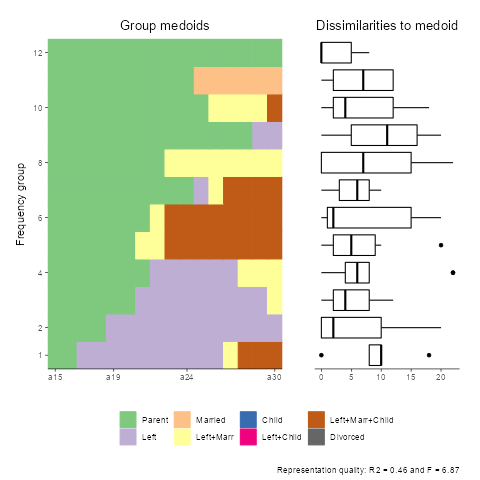 Group medoids
Dissimilarities to medoid
Frequency group
12
10
8
6
4
2
1
a15 a19 a24 a30
0 5 10 15 20
Parent Married Child Left+Marr+Child
Left Left+Marr Left+Child Divorced
Representation quality: R2 = 0.46 and F = 6.87